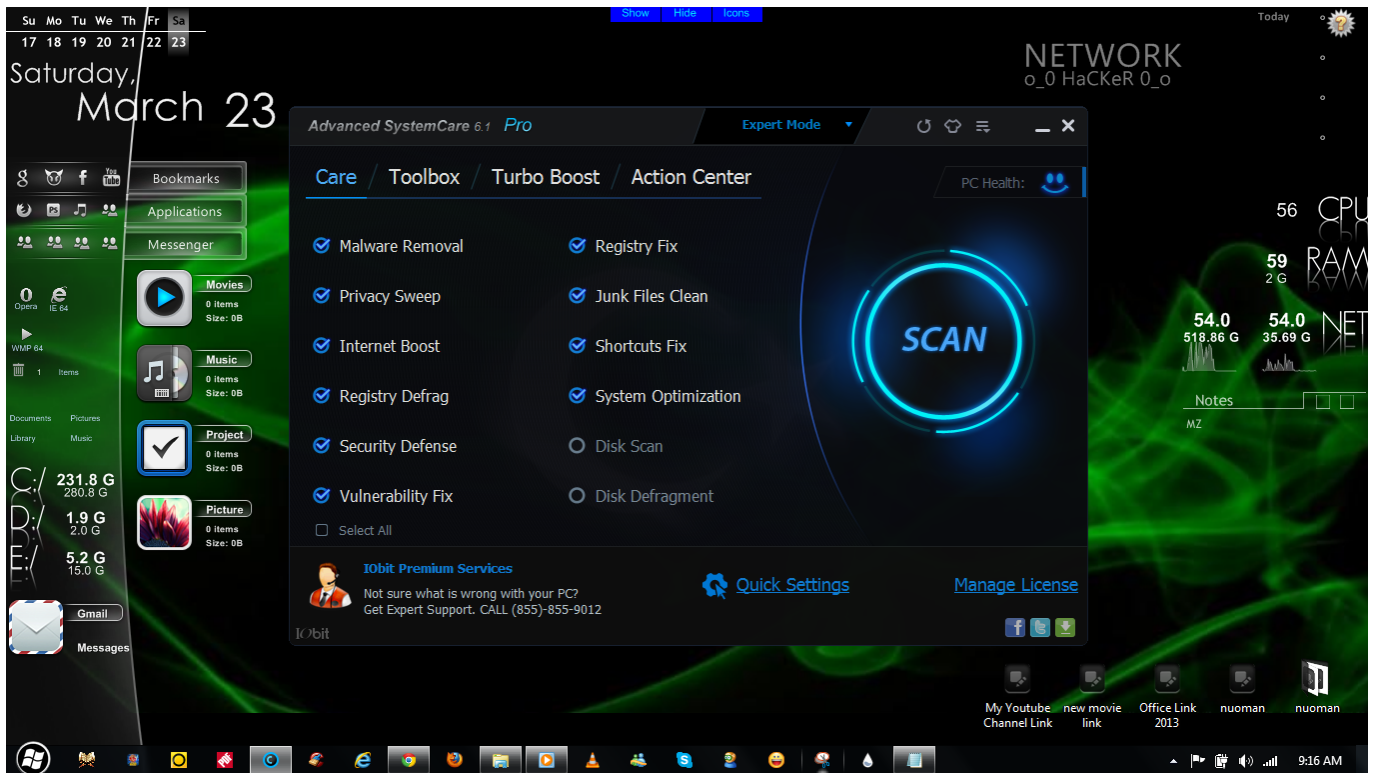 Show Hide Icons
Su Mo Tu We Th Fr Sa
17 18 19 20 21 22 23
Saturday,
March 23
Today
NETWORK
o_0 HaCKeR 0_o
Bookmarks
Applications
Messenger
Opera IE 64
WMP 64
1 Items
Documents Pictures
Library Music
C:/ 231.8 G
280.8 G
D:/ 1.9 G
2.0 G
E:/ 5.2 G
15.0 G
Gmail
Messages
Movies
0 items
Size: 0B
Music
0 items
Size: 0B
Project
0 items
Size: 0B
Picture
0 items
Size: 0B
Advanced SystemCare 6.1 Pro
Expert Mode
Care / Toolbox / Turbo Boost / Action Center
PC Health:
Malware Removal
Registry Fix
Privacy Sweep
Junk Files Clean
Internet Boost
Shortcuts Fix
Registry Defrag
System Optimization
Security Defense
Disk Scan
Vulnerability Fix
Disk Defragment
Select All
SCAN
IObit Premium Services
Not sure what is wrong with your PC?
Get Expert Support. CALL (855)-855-9012
Quick Settings
Manage License
IObit
56 CPU
59 RAM
2 G
54.0 54.0 NET
518.86 G 35.69 G
Notes
MZ
My Youtube
Channel Link
new movie
link
Office Link
2013
nuoman
nuoman
9:16 AM